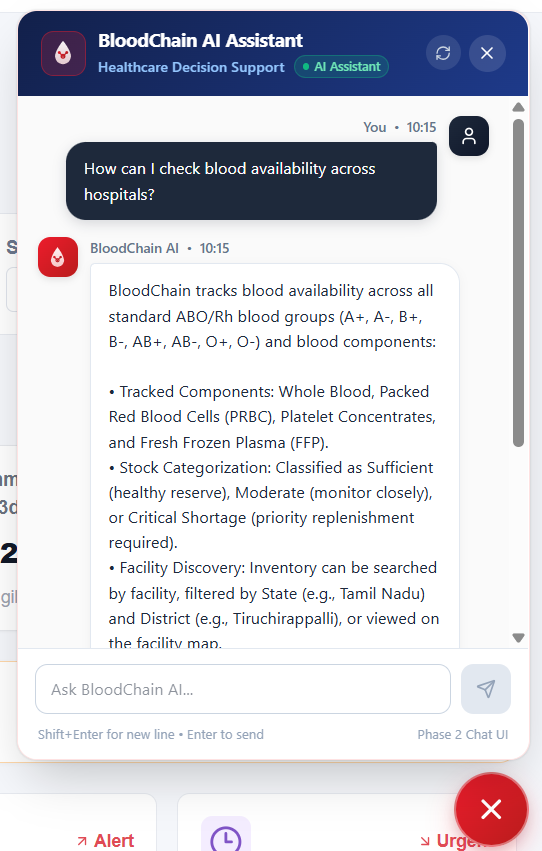 BloodChain AI Assistant
Healthcare Decision Support
AI Assistant
You • 10:15
How can I check blood availability across
hospitals?
BloodChain AI • 10:15
BloodChain tracks blood availability across all
standard ABO/Rh blood groups (A+, A-, B+,
B-, AB+, AB-, O+, O-) and blood components:
• Tracked Components: Whole Blood, Packed
Red Blood Cells (PRBC), Platelet Concentrates,
and Fresh Frozen Plasma (FFP).
• Stock Categorization: Classified as Sufficient
(healthy reserve), Moderate (monitor closely),
or Critical Shortage (priority replenishment
required).
• Facility Discovery: Inventory can be searched
by facility, filtered by State (e.g., Tamil Nadu)
and District (e.g., Tiruchirappalli), or viewed on
the facility map.
Ask BloodChain AI...
Shift+Enter for new line • Enter to send
Phase 2 Chat UI
Alert